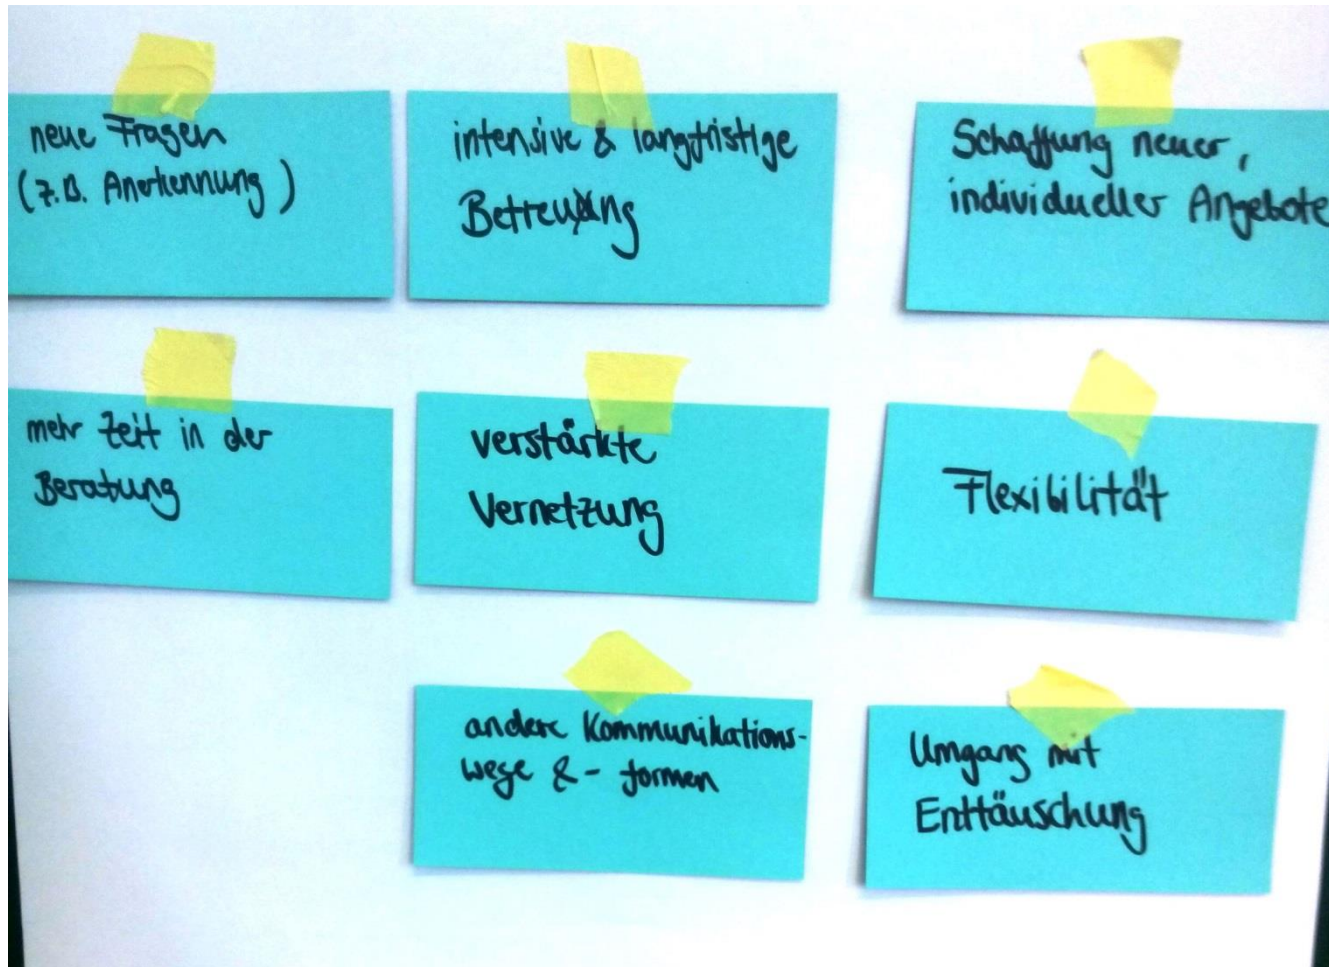 neue Fragen
(z.B. Anerkennung)
intensive & langfristige
Betreuung
Schaffung neuer,
individueller Angebote
mehr Zeit in der
Beratung
verstärkte
Vernetzung
Flexibilität
andere Kommunikations-
wege & - formen
Umgang mit
Enttäuschung